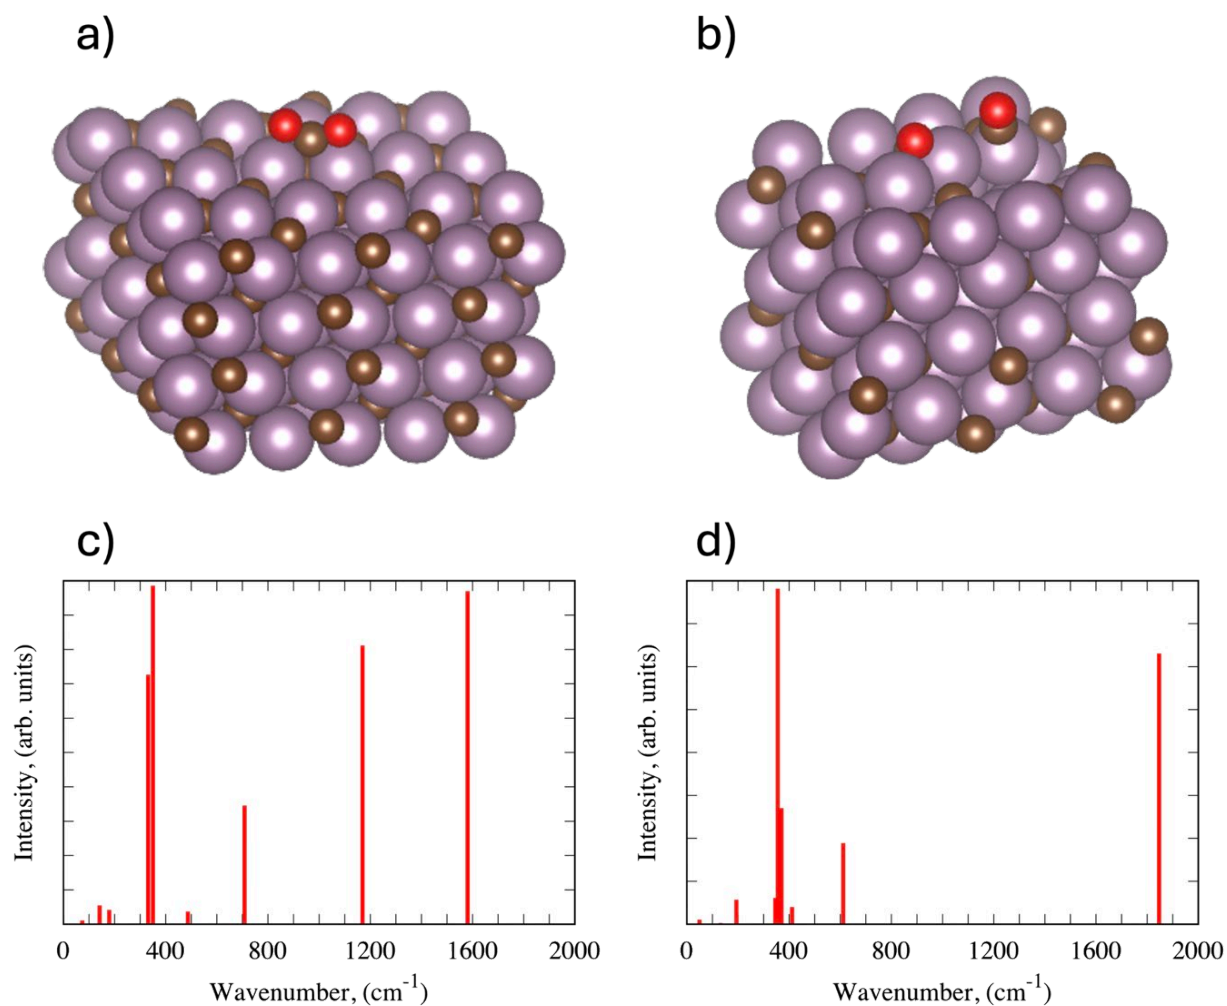 a)
b)
c)
d)
Intensity, (arb. units)
0
400
800
1200
1600
2000
Wavenumber, (cm-1)
Intensity, (arb. units)
0
400
800
1200
1600
2000
Wavenumber, (cm-1)